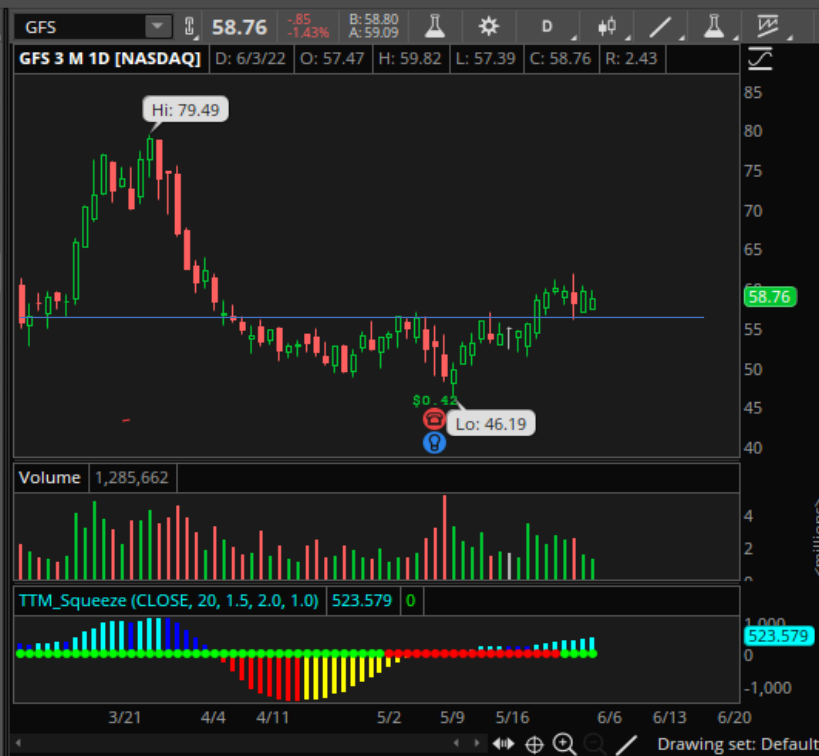 GFS 58.76 -.85 B: 58.80 D
-1.43% A: 59.09
GFS 3 M 1D [NASDAQ] D: 6/3/22 O: 57.47 H: 59.82 L: 57.39 C: 58.76 R: 2.43
85
Hi: 79.49
80
75
70
65
58.76
55
50
$0.42
45
Lo: 46.19
40
Volume 1,285,662
4
2
0
<millions>
TTM_Squeeze (CLOSE, 20, 1.5, 2.0, 1.0) 523.579 0
1,000
523.579
0
-1,000
3/21 4/4 4/11 5/2 5/9 5/16 6/6 6/13 6/20
Drawing set: Default